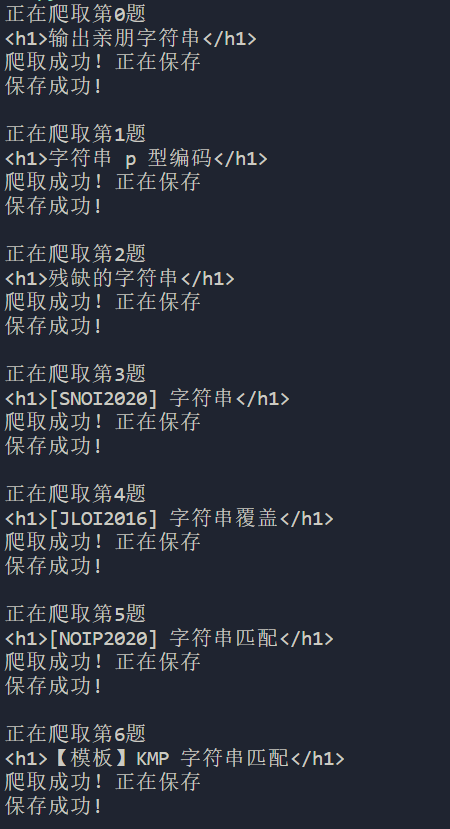 正在爬取第0题
<h1>输出亲朋字符串</h1>
爬取成功！正在保存
保存成功!
正在爬取第1题
<h1>字符串 p 型编码</h1>
爬取成功！正在保存
保存成功!
正在爬取第2题
<h1>残缺的字符串</h1>
爬取成功！正在保存
保存成功!
正在爬取第3题
<h1>[SNOI2020] 字符串</h1>
爬取成功！正在保存
保存成功!
正在爬取第4题
<h1>[JLOI2016] 字符串覆盖</h1>
爬取成功！正在保存
保存成功!
正在爬取第5题
<h1>[NOIP2020] 字符串匹配</h1>
爬取成功！正在保存
保存成功!
正在爬取第6题
<h1>【模板】KMP 字符串匹配</h1>
爬取成功！正在保存
保存成功!